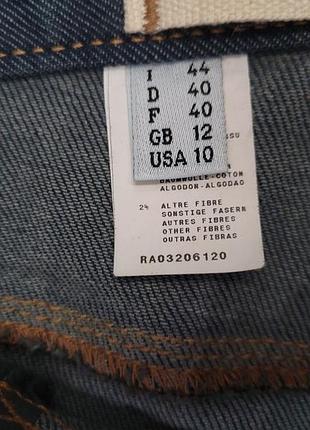 I 44
D 40
F 40
GB 12
USA 10
BAUMWOLLE-COTON
ALGODOR-ALGODAO
2% ALTRE FIBRE
SONSTIGE FASERN
AUTRES FIBRES
OTHER FIBRES
OUTRAS FIBRAS
RA03206120